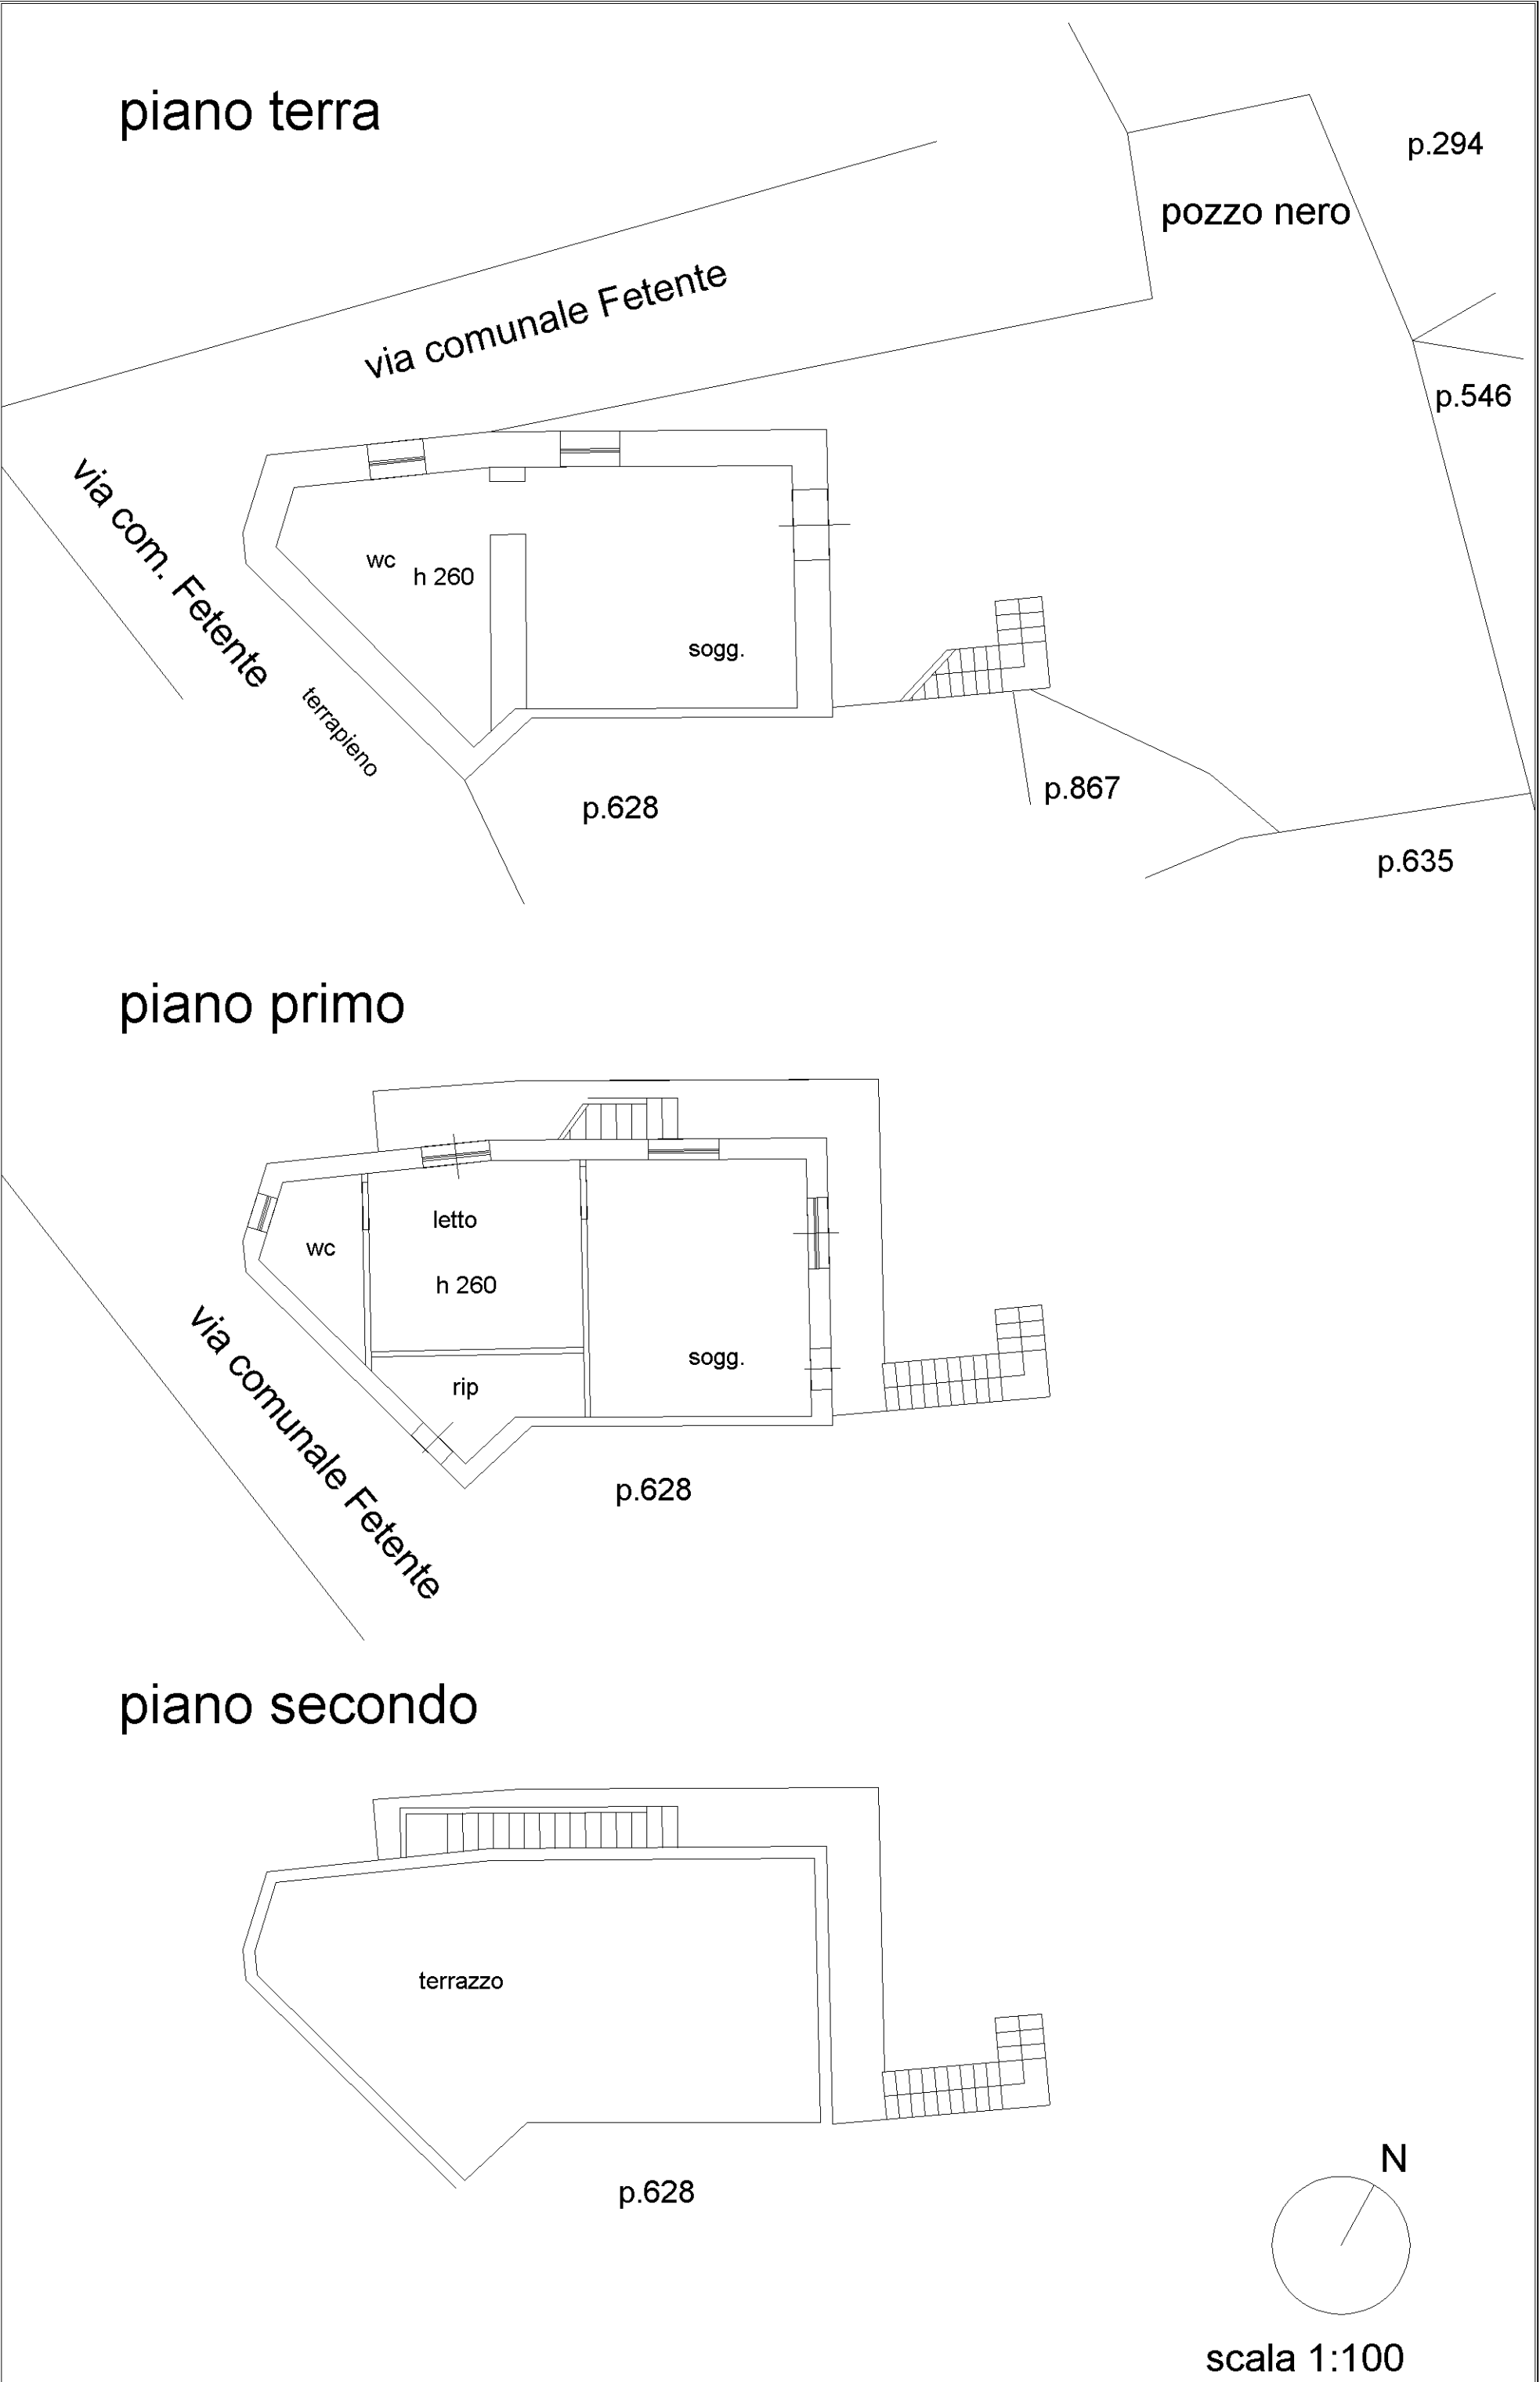 piano terra
p.294
pozzo nero
via comunale Fetente
p.546
via com. Fetente
wc
h 260
sogg.
terrapieno
p.628
p.867
p.635
piano primo
letto
wc
h 260
sogg.
rip
via comunale Fetente
p.628
piano secondo
terrazzo
p.628
N
scala 1:100